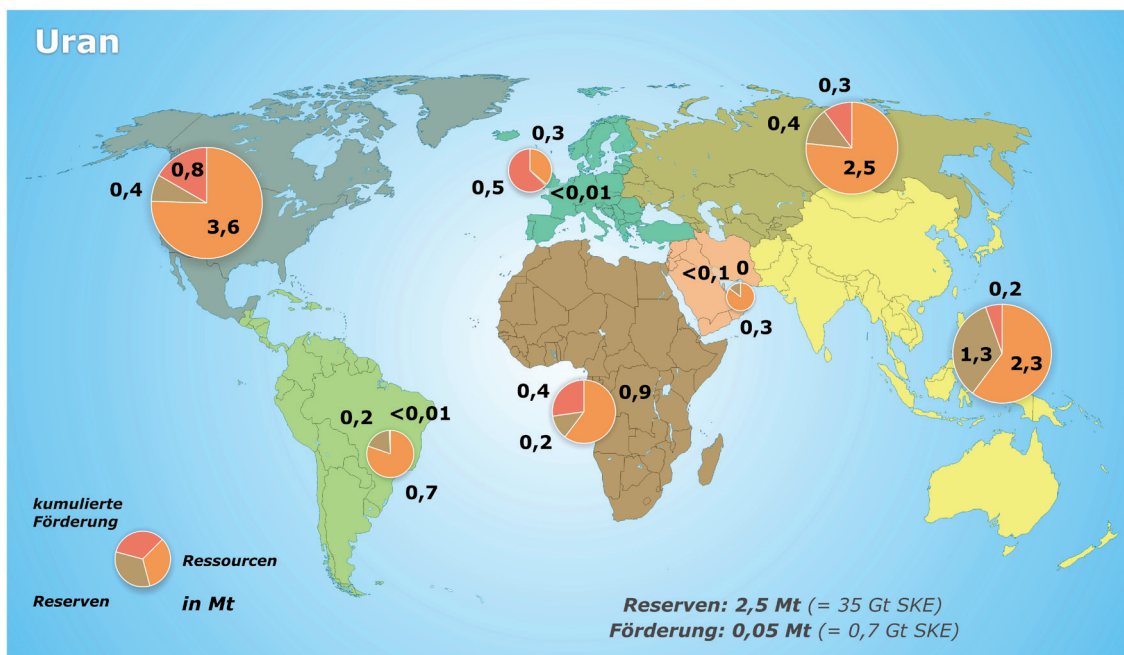 Uran
0,3
0,4
2,5
0,8
0,4
3,6
0,3
0,5
<0,01
<0,1
0
0,3
0,2
1,3
2,3
0,4
0,9
0,2
0,2
<0,01
0,7
kumulierte
Förderung
Ressourcen
Reserven
in Mt
Reserven: 2,5 Mt (= 35 Gt SKE)
Förderung: 0,05 Mt (= 0,7 Gt SKE)